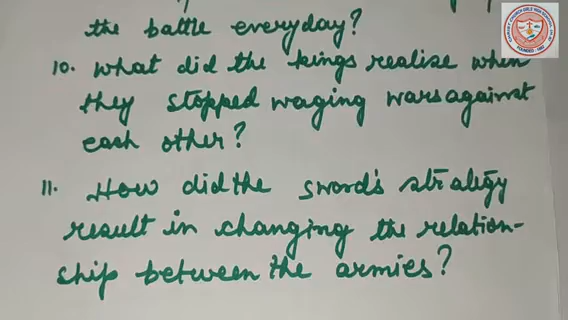 the battle everyday?
10. What did the kings realise when
they stopped waging wars against
each other?
11. How did the sword's strategy
result in changing the relation-
ship between the armies?